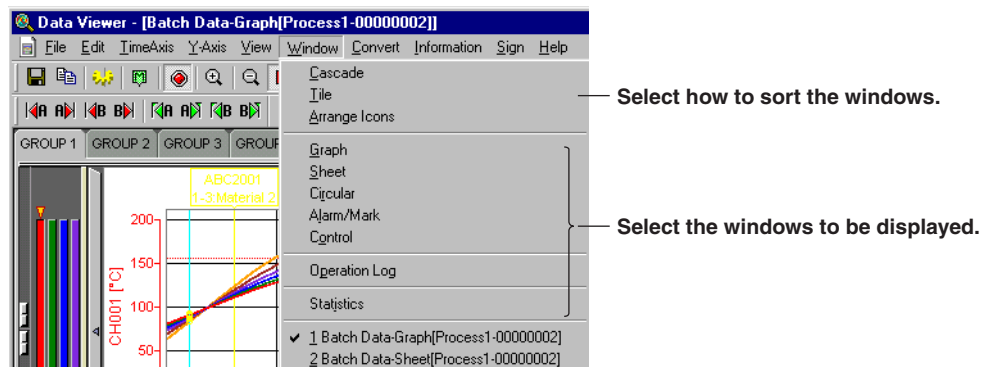 Data Viewer - [Batch Data-Graph[Process1-00000002]]
File Edit TimeAxis Y-Axis View Window Convert Information Sign Help
Cascade
Tile
Arrange Icons
Select how to sort the windows.
A A B B A A B B
GROUP 1 GROUP 2 GROUP 3 GROUP
Graph
Sheet
Circular
Alarm/Mark
Control
Operation Log
Statistics
Select the windows to be displayed.
1 Batch Data-Graph[Process1-00000002]
2 Batch Data-Sheet[Process1-00000002]
ABC2001
1-3:Material 2
CH001 [°C]
200
150
100
50